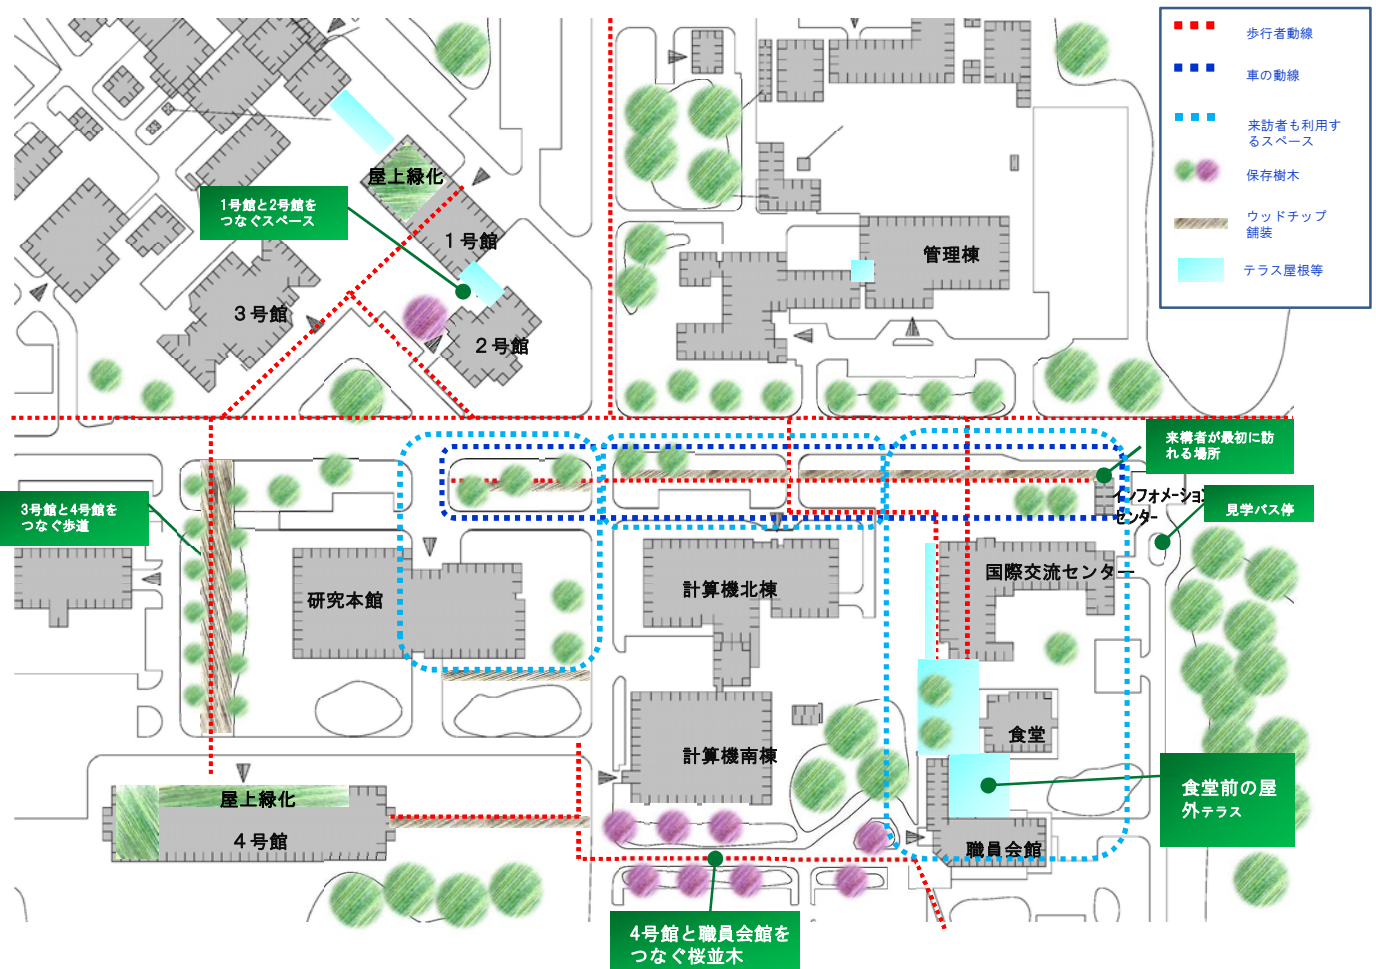 歩行者動線
車の動線
来訪者も利用す
るスペース
保存樹木
ウッドチップ
舗装
テラス屋根等
屋上緑化
1号館と2号館を
つなぐスペース
１号館
管理棟
３号館
２号館
来構者が最初に訪
れる場所
インフォメーション
センター
見学バス停
3号館と4号館を
つなぐ歩道
国際交流センター
研究本館
計算機北棟
食堂
計算機南棟
食堂前の屋
外テラス
屋上緑化
４号館
職員会館
4号館と職員会館を
つなぐ桜並木